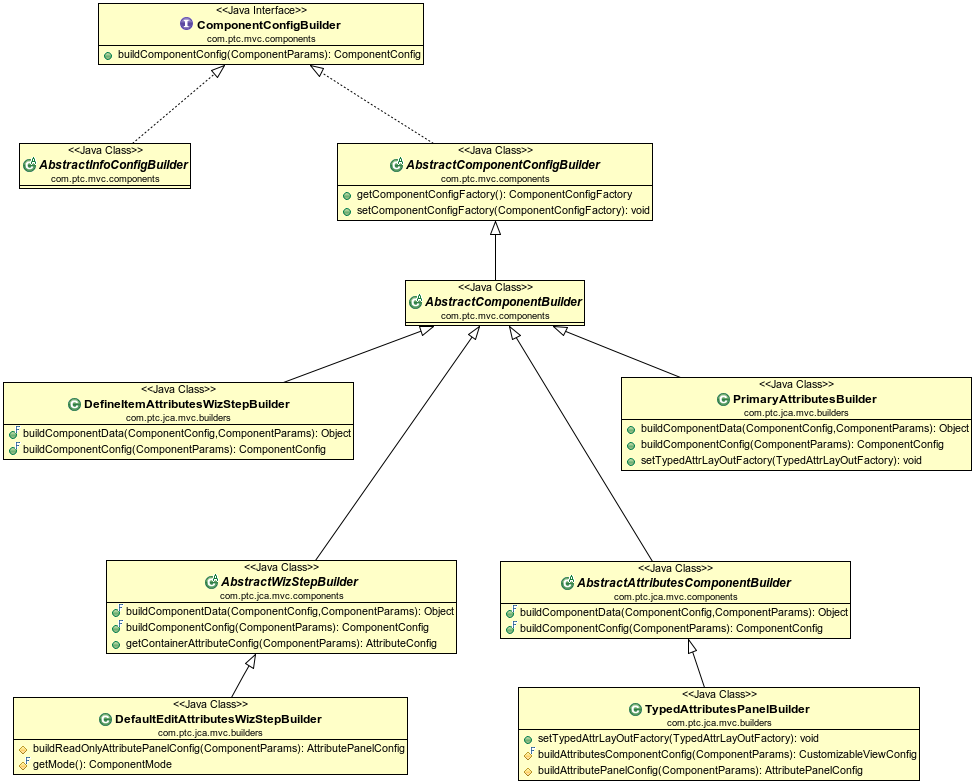 <<Java Interface>>
ComponentConfigBuilder
com.ptc.mvc.components
buildComponentConfig(ComponentParams): ComponentConfig
<<Java Class>>
AbstractInfoConfigBuilder
com.ptc.mvc.components
<<Java Class>>
AbstractComponentConfigBuilder
com.ptc.mvc.components
getComponentConfigFactory(): ComponentConfigFactory
setComponentConfigFactory(ComponentConfigFactory): void
<<Java Class>>
AbstractComponentBuilder
com.ptc.mvc.components
<<Java Class>>
DefineItemAttributesWizStepBuilder
com.ptc.jca.mvc.builders
buildComponentData(ComponentConfig,ComponentParams): Object
buildComponentConfig(ComponentParams): ComponentConfig
<<Java Class>>
PrimaryAttributesBuilder
com.ptc.jca.mvc.builders
buildComponentData(ComponentConfig,ComponentParams): Object
buildComponentConfig(ComponentParams): ComponentConfig
setTypedAttrLayOutFactory(TypedAttrLayOutFactory): void
<<Java Class>>
AbstractWizStepBuilder
com.ptc.jca.mvc.components
buildComponentData(ComponentConfig,ComponentParams): Object
buildComponentConfig(ComponentParams): ComponentConfig
getContainerAttributeConfig(ComponentParams): AttributeConfig
<<Java Class>>
AbstractAttributesComponentBuilder
com.ptc.jca.mvc.components
buildComponentData(ComponentConfig,ComponentParams): Object
buildComponentConfig(ComponentParams): ComponentConfig
<<Java Class>>
DefaultEditAttributesWizStepBuilder
com.ptc.jca.mvc.builders
buildReadOnlyAttributePanelConfig(ComponentParams): AttributePanelConfig
getMode(): ComponentMode
<<Java Class>>
TypedAttributesPanelBuilder
com.ptc.jca.mvc.builders
setTypedAttrLayOutFactory(TypedAttrLayOutFactory): void
buildAttributesComponentConfig(ComponentParams): CustomizableViewConfig
buildAttributePanelConfig(ComponentParams): AttributePanelConfig